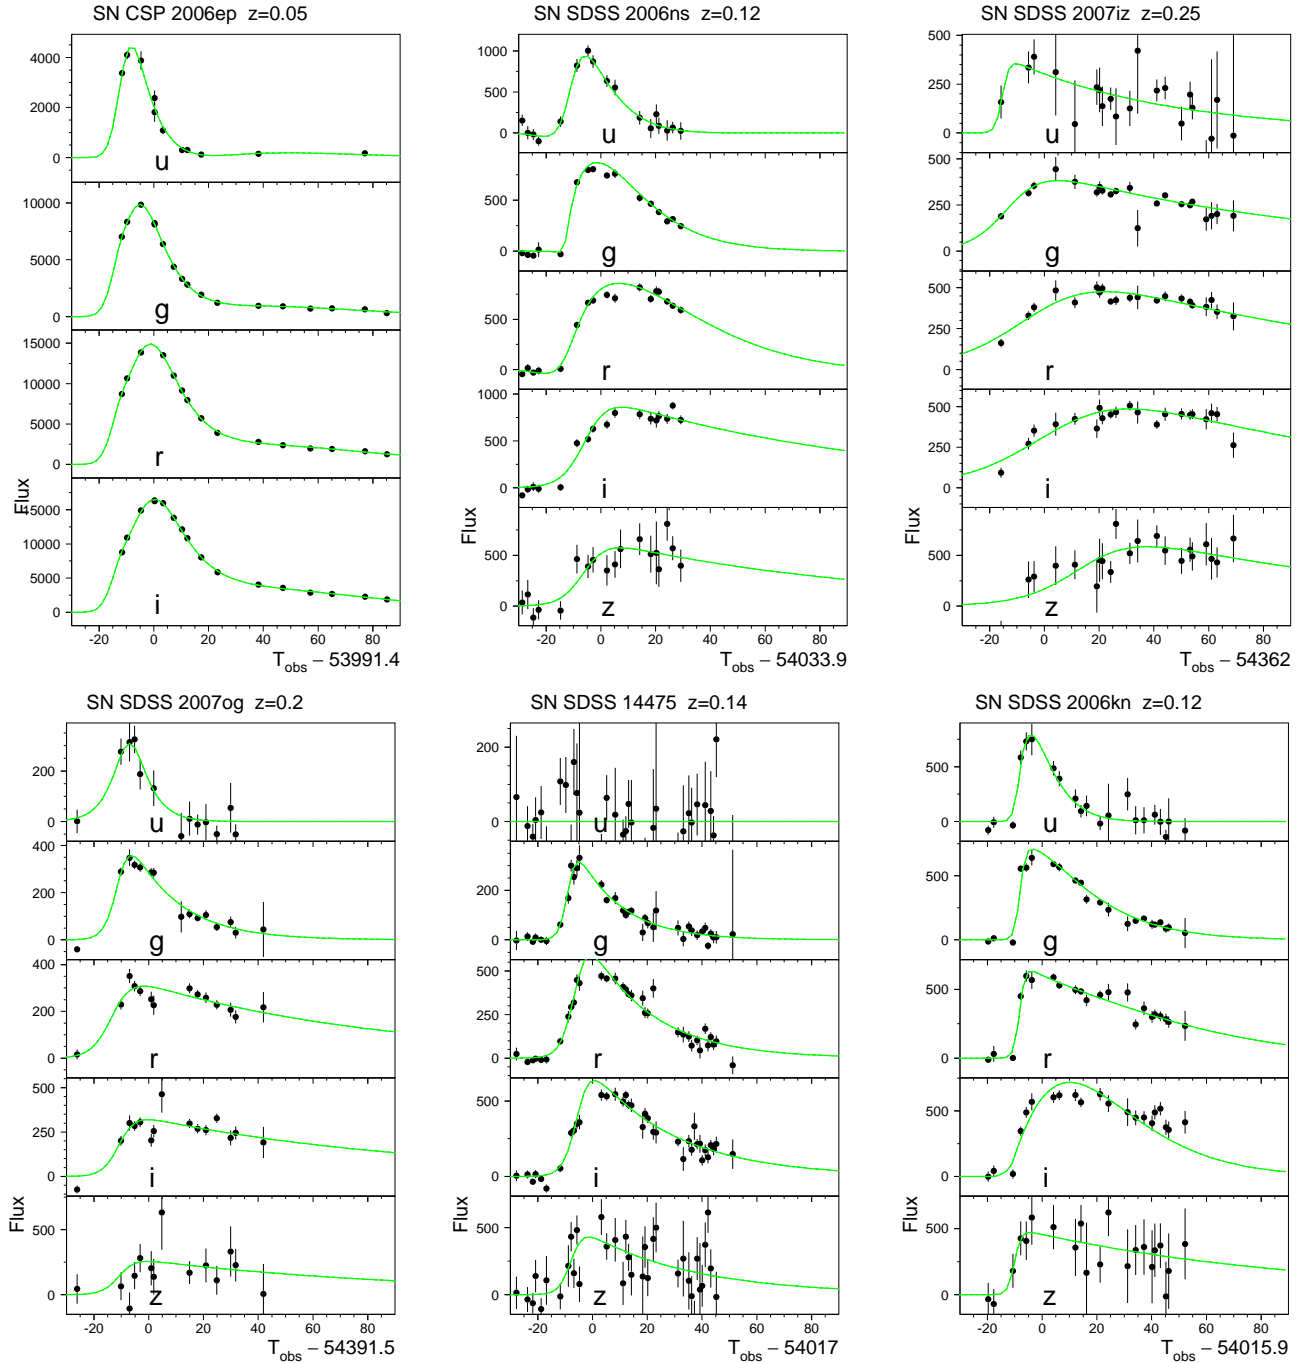 SN CSP 2006ep z=0.05
4000
2000
0
u
10000
5000
0
g
15000
10000
5000
0
r
15000
10000
5000
0
i
Flux
-20 0 20 40 60 80
T_obs − 53991.4
SN SDSS 2006ns z=0.12
1000
500
0
u
500
0
g
500
0
r
1000
500
0
i
500
0
z
Flux
-20 0 20 40 60 80
T_obs − 54033.9
SN SDSS 2007iz z=0.25
500
250
0
u
500
250
0
g
500
250
0
r
500
250
0
i
500
0
z
Flux
-20 0 20 40 60 80
T_obs − 54362
SN SDSS 2007og z=0.2
200
0
u
400
200
0
g
400
200
0
r
500
250
0
i
500
0
z
Flux
-20 0 20 40 60 80
T_obs − 54391.5
SN SDSS 14475 z=0.14
200
0
u
200
0
g
500
250
0
r
500
0
i
500
0
z
Flux
-20 0 20 40 60 80
T_obs − 54017
SN SDSS 2006kn z=0.12
500
0
u
500
0
g
500
0
r
500
250
0
i
500
0
z
Flux
-20 0 20 40 60 80
T_obs − 54015.9